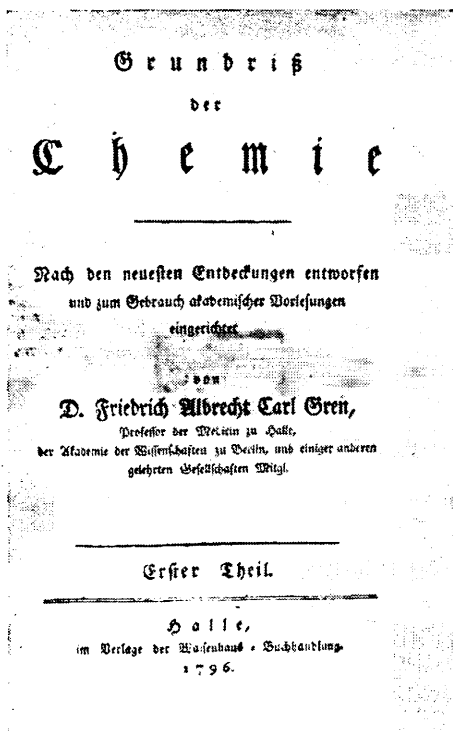 Grundriß
der
Chemie
Nach den neuesten Entdeckungen entworfen
und zum Gebrauch akademischer Vorlesungen
eingerichtet
von
D. Friedrich Albrecht Carl Gren,
Professor der Medicin zu Halle,
der Akademie der Wissenschaften zu Berlin, und einiger anderen
gelehrten Gesellschaften Mitgl.
Erster Theil.
Halle,
im Verlage der Waisenhaus-Buchhandlung.
1796.